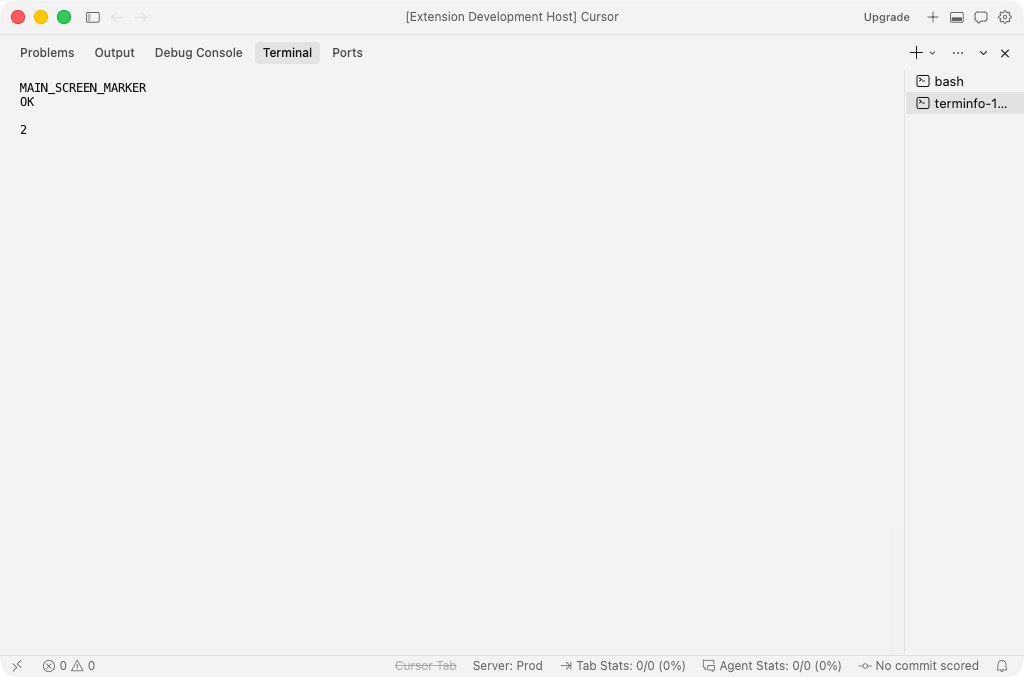 [Extension Development Host] Cursor
Upgrade
Problems Output Debug Console Terminal Ports
MAIN_SCREEN_MARKER
OK
2
bash
terminfo-1...
0 0 Cursor Tab Server: Prod Tab Stats: 0/0 (0%) Agent Stats: 0/0 (0%) No commit scored